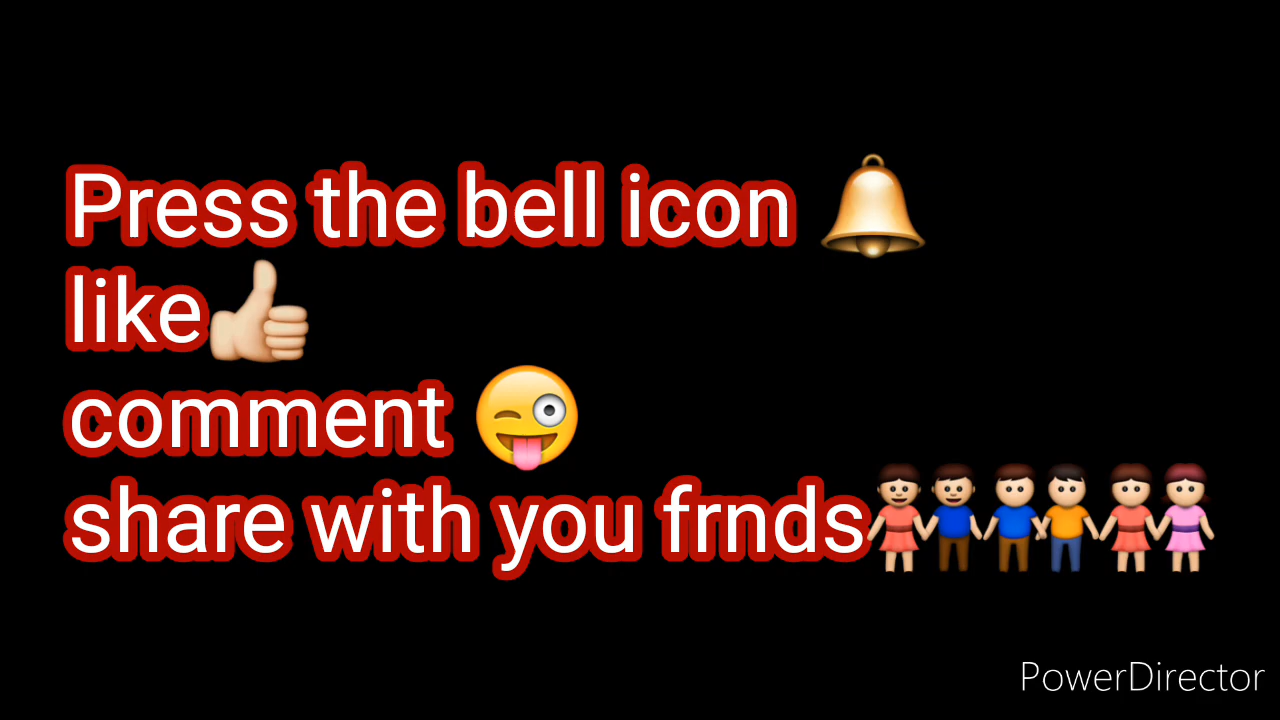 Press the bell icon 🔔
like👍🏼
comment 😜
share with you frnds👫👬👭
PowerDirector